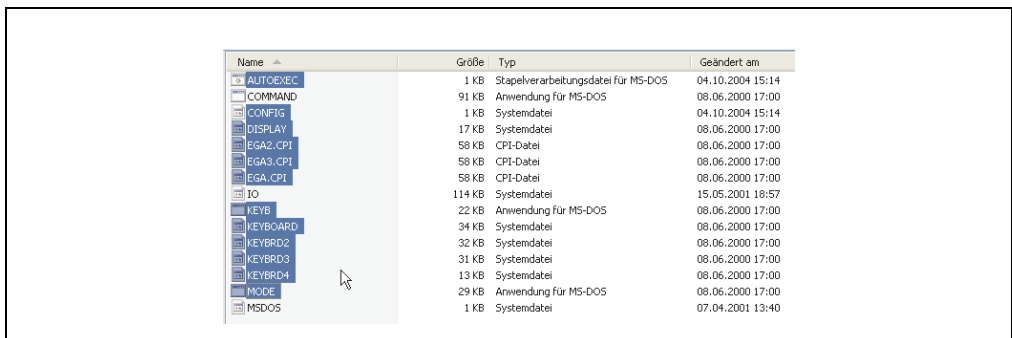 Name Größe Typ Geändert am
AUTOEXEC 1 KB Stapelverarbeitungsdatei für MS-DOS 04.10.2004 15:14
COMMAND 91 KB Anwendung für MS-DOS 08.06.2000 17:00
CONFIG 1 KB Systemdatei 04.10.2004 15:14
DISPLAY 17 KB Systemdatei 08.06.2000 17:00
EGA2.CPI 58 KB CPI-Datei 08.06.2000 17:00
EGA3.CPI 58 KB CPI-Datei 08.06.2000 17:00
EGA.CPI 58 KB CPI-Datei 08.06.2000 17:00
IO 114 KB Systemdatei 15.05.2001 18:57
KEYB 22 KB Anwendung für MS-DOS 08.06.2000 17:00
KEYBOARD 34 KB Systemdatei 08.06.2000 17:00
KEYBRD2 32 KB Systemdatei 08.06.2000 17:00
KEYBRD3 31 KB Systemdatei 08.06.2000 17:00
KEYBRD4 13 KB Systemdatei 08.06.2000 17:00
MODE 29 KB Anwendung für MS-DOS 08.06.2000 17:00
MSDOS 1 KB Systemdatei 07.04.2001 13:40